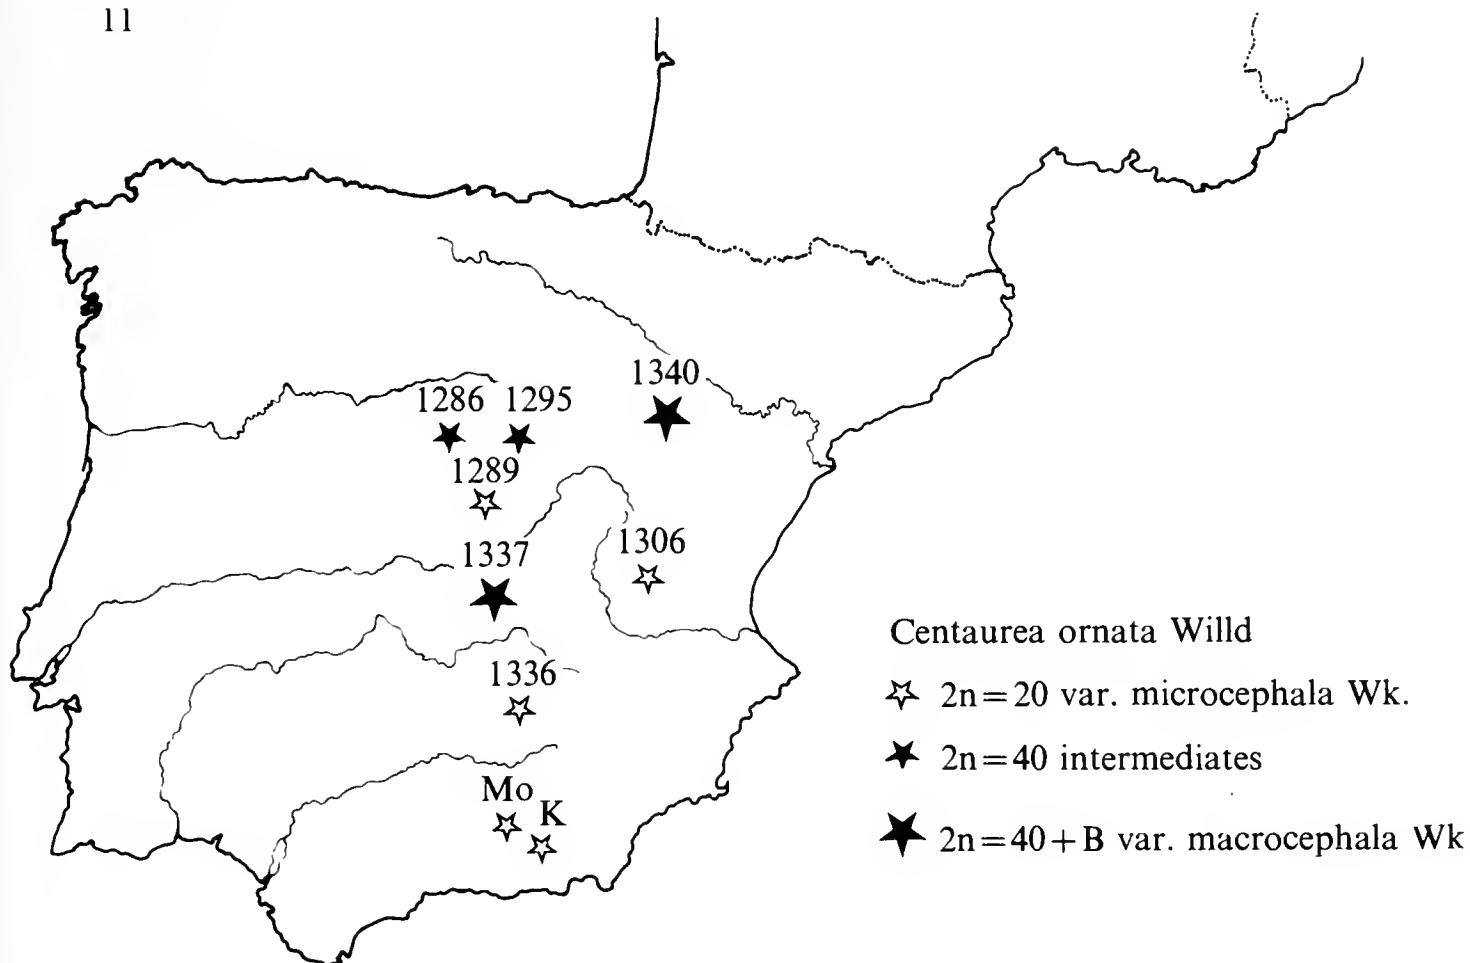 11
1340
1286 1295
1289
1306
1337
1336
Mo
K
Centaurea ornata Willd
2n=20 var. microcephala Wk.
2n=40 intermediates
2n=40+B var. macrocephala Wk